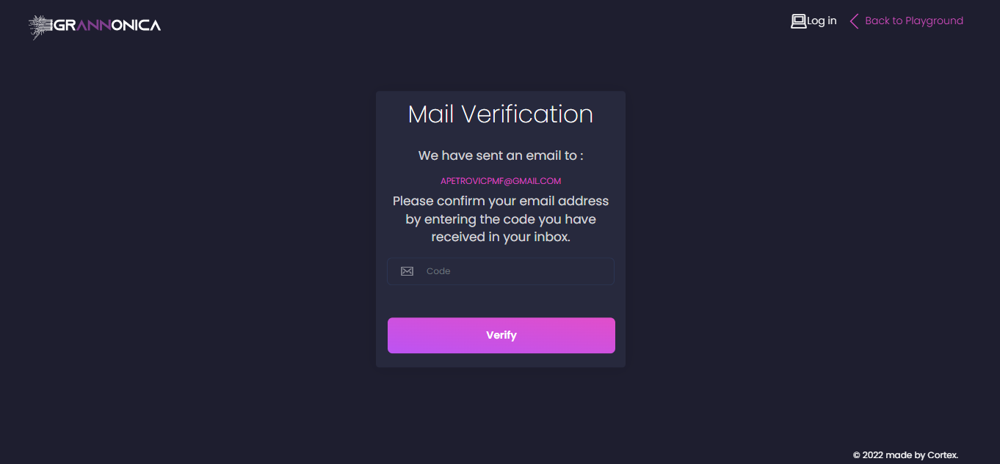 IGRANNONICA
Log in
Back to Playground
Mail Verification
We have sent an email to :
APETROVICPMF@GMAIL.COM
Please confirm your email address
by entering the code you have
received in your inbox.
Code
Verify
© 2022 made by Cortex.